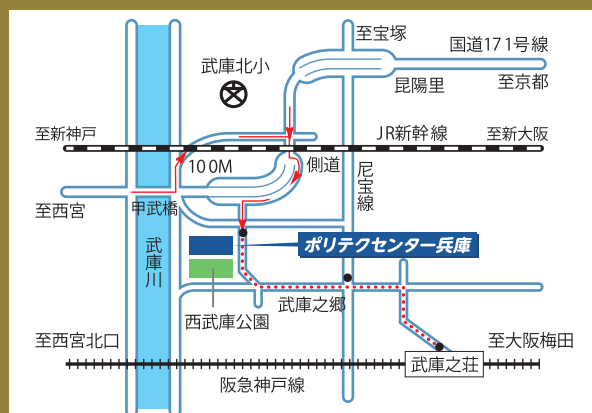 至宝塚
国道171号線
武庫北小
昆陽里
至京都
至新神戸
JR新幹線
至新大阪
100M
側道
尼宝線
至西宮
甲武橋
武庫川
ポリテクセンター兵庫
武庫之郷
西武庫公園
至西宮北口
至大阪梅田
武庫之荘
阪急神戸線